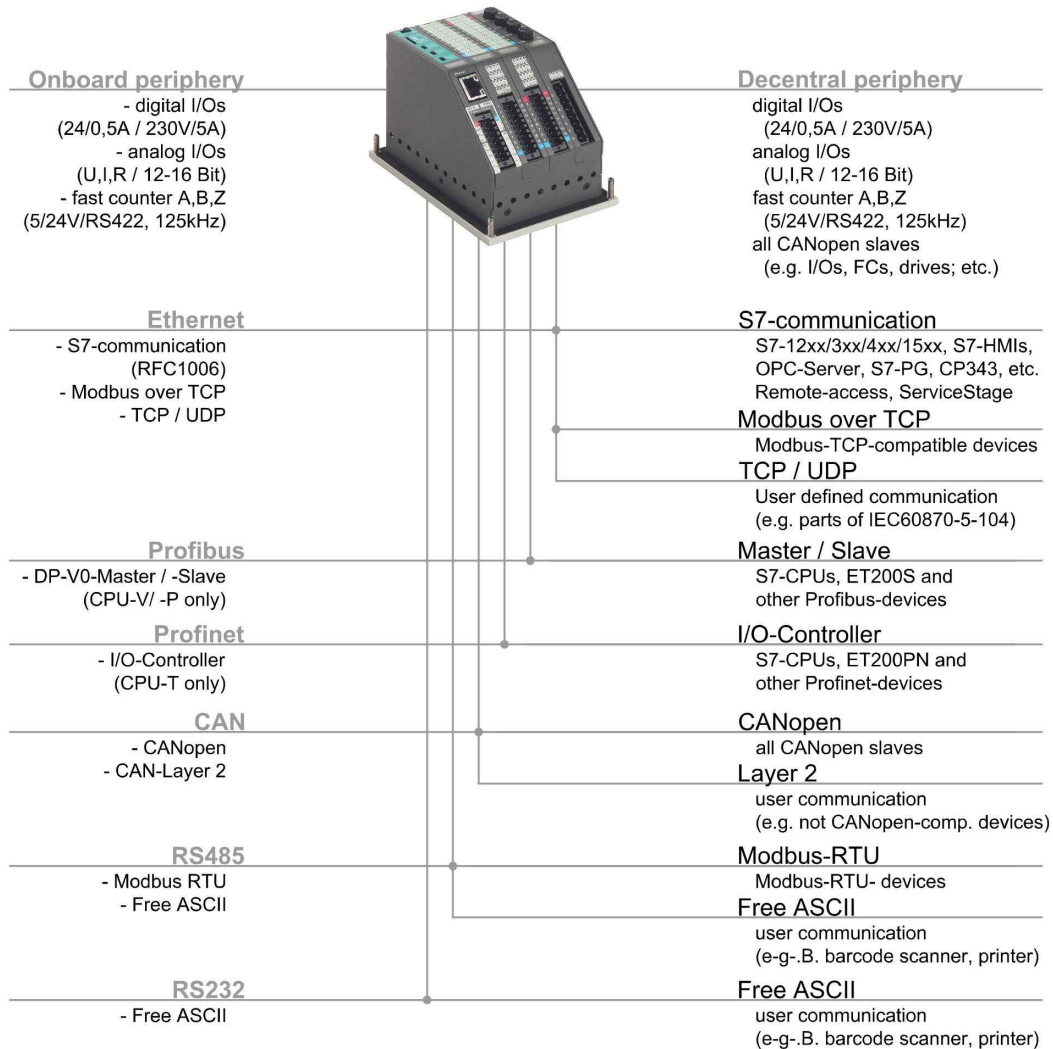 Onboard periphery
- digital I/Os
(24/0,5A / 230V/5A)
- analog I/Os
(U,I,R / 12-16 Bit)
- fast counter A,B,Z
(5/24V/RS422, 125kHz)
Decentral periphery
digital I/Os
(24/0,5A / 230V/5A)
analog I/Os
(U,I,R / 12-16 Bit)
fast counter A,B,Z
(5/24V/RS422, 125kHz)
all CANopen slaves
(e.g. I/Os, FCs, drives; etc.)
Ethernet
- S7-communication
(RFC1006)
- Modbus over TCP
- TCP / UDP
S7-communication
S7-12xx/3xx/4xx/15xx, S7-HMIs,
OPC-Server, S7-PG, CP343, etc.
Remote-access, ServiceStage
Modbus over TCP
Modbus-TCP-compatible devices
TCP / UDP
User defined communication
(e.g. parts of IEC60870-5-104)
Profibus
- DP-V0-Master / -Slave
(CPU-V/ -P only)
Master / Slave
S7-CPUs, ET200S and
other Profibus-devices
Profinet
- I/O-Controller
(CPU-T only)
I/O-Controller
S7-CPUs, ET200PN and
other Profinet-devices
CAN
- CANopen
- CAN-Layer 2
CANopen
all CANopen slaves
Layer 2
user communication
(e.g. not CANopen-comp. devices)
RS485
- Modbus RTU
- Free ASCII
Modbus-RTU
Modbus-RTU- devices
Free ASCII
user communication
(e-g-.B. barcode scanner, printer)
RS232
- Free ASCII
Free ASCII
user communication
(e-g-.B. barcode scanner, printer)